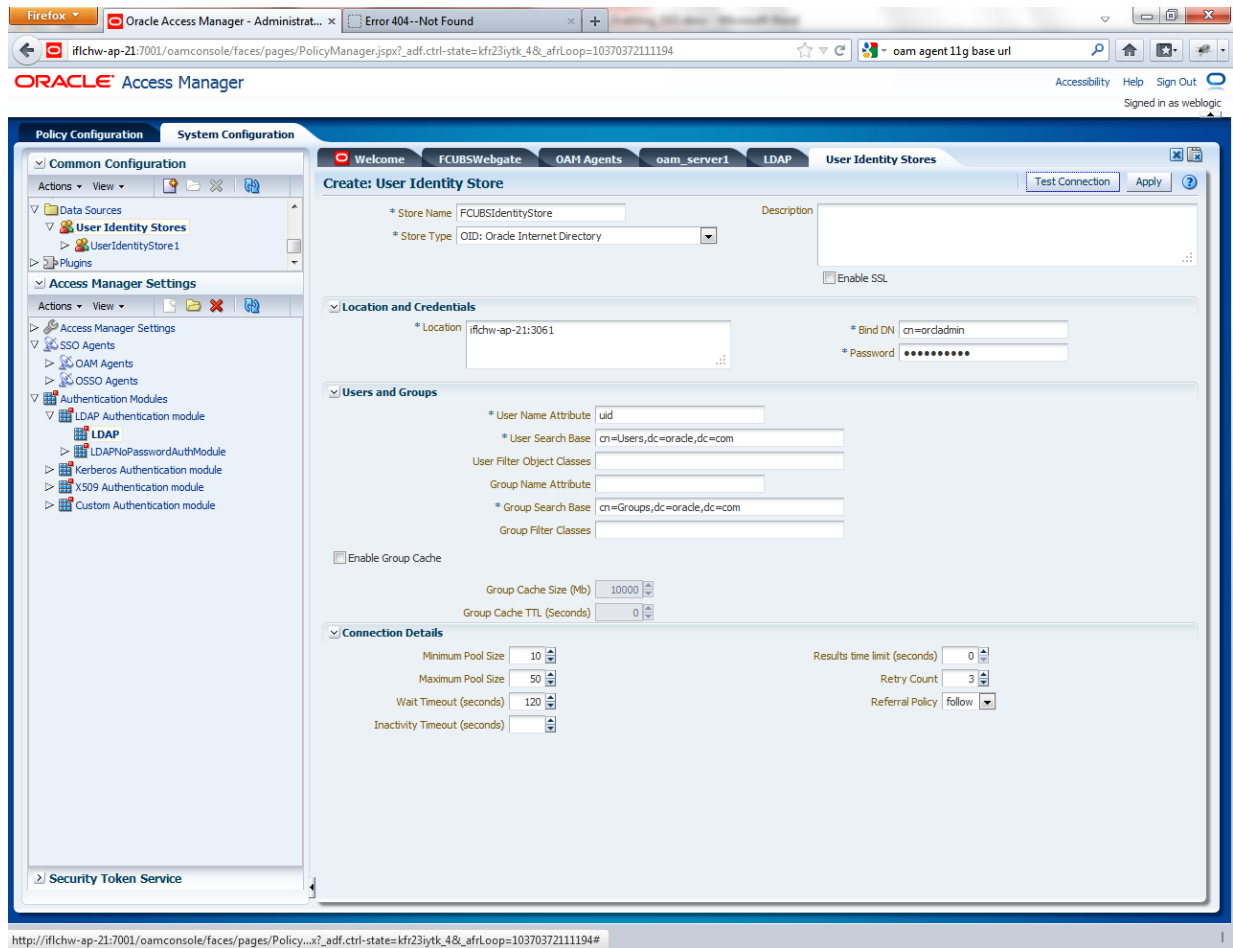 Firefox
Oracle Access Manager - Administrat... ×
Error 404--Not Found ×
+
iflchw-ap-21:7001/oamconsole/faces/pages/PolicyManager.jspx?_adf.ctrl-state=kfr23iytk_4&_afrLoop=10370372111194
oam agent 11g base url
ORACLE Access Manager
Accessibility Help Sign Out
Signed in as weblogic
Policy Configuration System Configuration
Common Configuration
Actions View
Data Sources
User Identity Stores
UserIdentityStore1
Plugins
Access Manager Settings
Actions View
Access Manager Settings
SSO Agents
OAM Agents
OSSO Agents
Authentication Modules
LDAP Authentication module
LDAP
LDAPNoPasswordAuthModule
Kerberos Authentication module
X509 Authentication module
Custom Authentication module
Security Token Service
Welcome FCUBSWebgate OAM Agents oam_server1 LDAP User Identity Stores
Create: User Identity Store
Test Connection Apply
* Store Name FCUBSIdentityStore
* Store Type OID: Oracle Internet Directory
Description
Enable SSL
Location and Credentials
* Location iflchw-ap-21:3061
* Bind DN cn=orcladmin
* Password ••••••••••
Users and Groups
* User Name Attribute uid
* User Search Base cn=Users,dc=oracle,dc=com
User Filter Object Classes
Group Name Attribute
* Group Search Base cn=Groups,dc=oracle,dc=com
Group Filter Classes
Enable Group Cache
Group Cache Size (Mb) 10000
Group Cache TTL (Seconds) 0
Connection Details
Minimum Pool Size 10
Maximum Pool Size 50
Wait Timeout (seconds) 120
Inactivity Timeout (seconds)
Results time limit (seconds) 0
Retry Count 3
Referral Policy follow
http://iflchw-ap-21:7001/oamconsole/faces/pages/Policy...x?_adf.ctrl-state=kfr23iytk_4&_afrLoop=10370372111194#